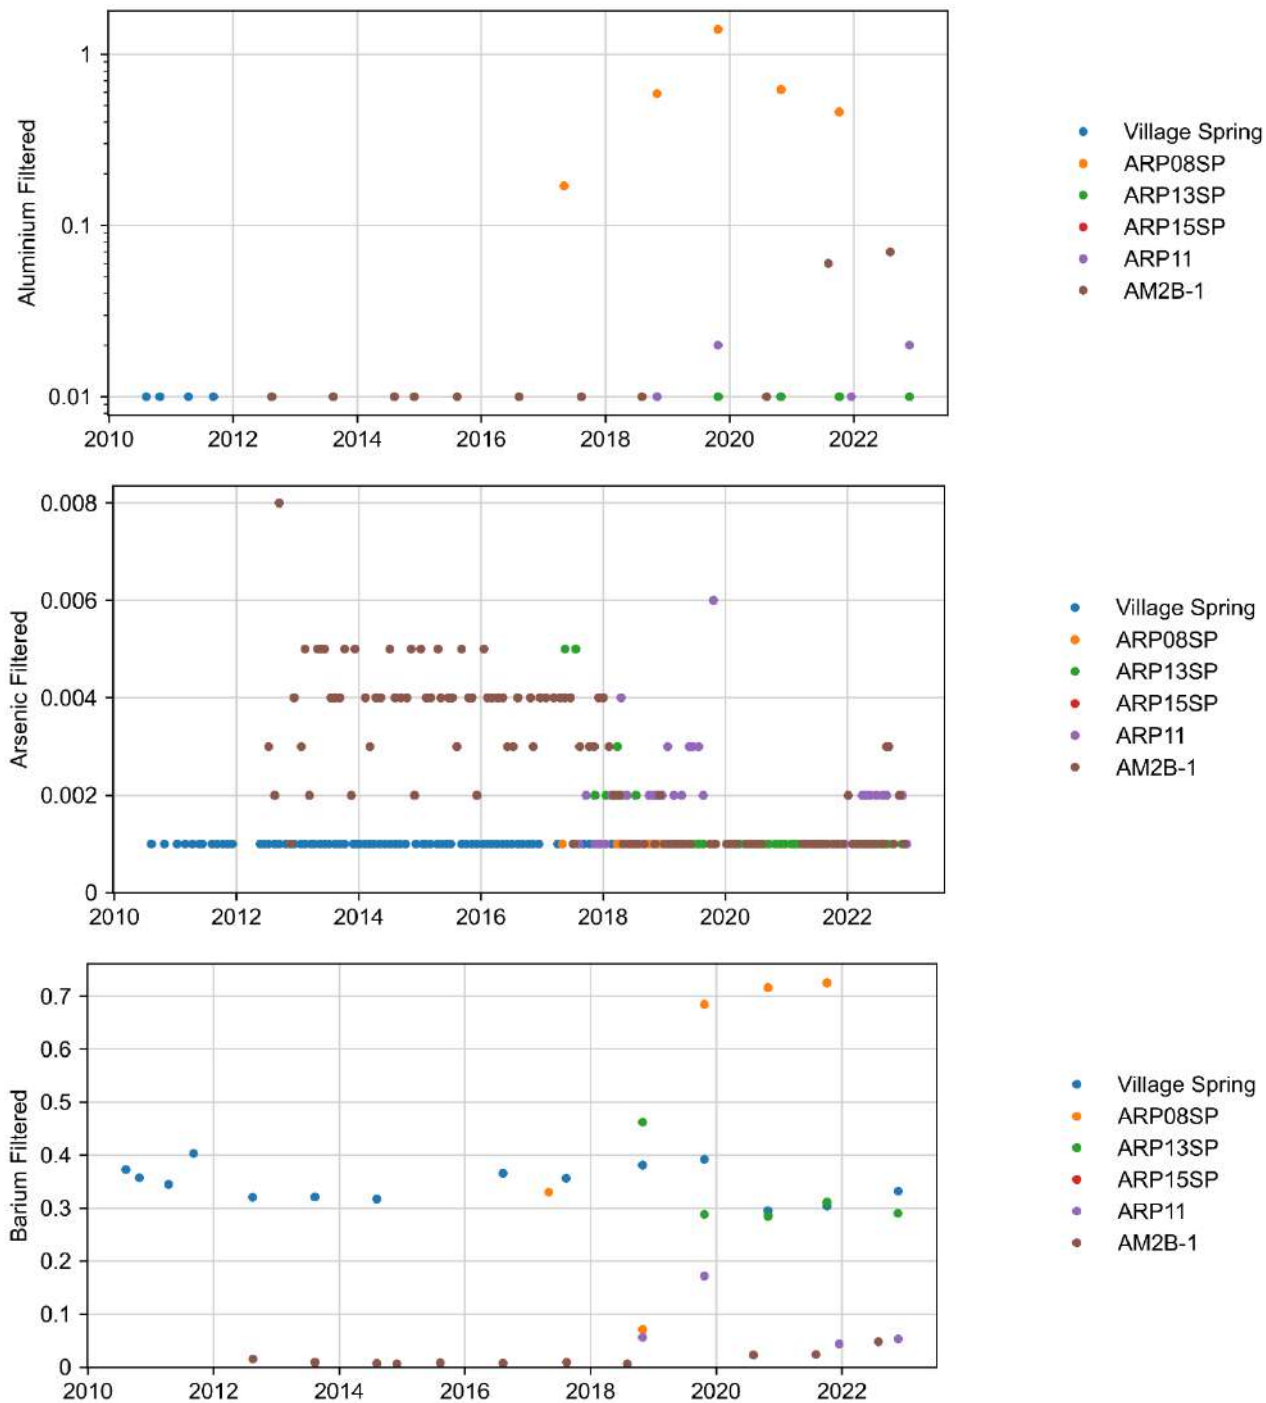 Aluminium Filtered
1
0.1
0.01
2010 2012 2014 2016 2018 2020 2022
Village Spring
ARP08SP
ARP13SP
ARP15SP
ARP11
AM2B-1
Arsenic Filtered
0.008
0.006
0.004
0.002
0
2010 2012 2014 2016 2018 2020 2022
Village Spring
ARP08SP
ARP13SP
ARP15SP
ARP11
AM2B-1
Barium Filtered
0.7
0.6
0.5
0.4
0.3
0.2
0.1
0
2010 2012 2014 2016 2018 2020 2022
Village Spring
ARP08SP
ARP13SP
ARP15SP
ARP11
AM2B-1